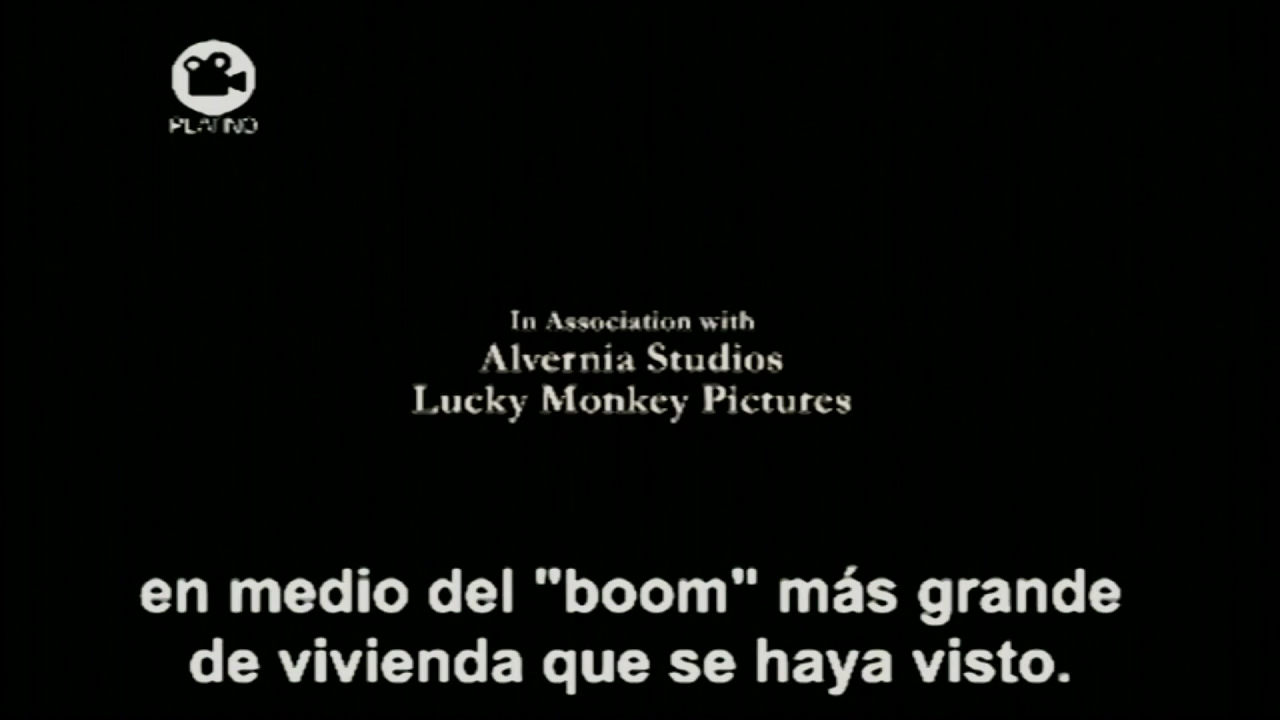 PLATINO
In Association with
Alvernia Studios
Lucky Monkey Pictures
en medio del "boom" más grande
de vivienda que se haya visto.